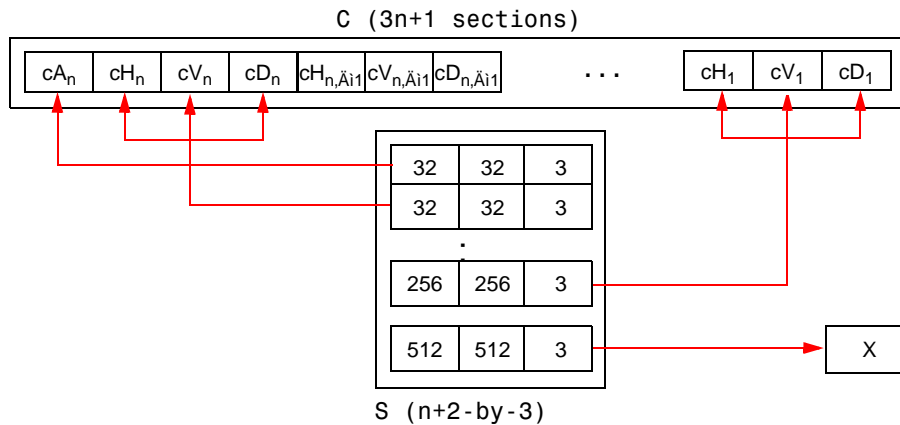 C (3n+1 sections)
cAn cHn cVn cDn cHn,Äì1 cVn,Äì1 cDn,Äì1 ... cH1 cV1 cD1
32 32 3
32 32 3
:
256 256 3
512 512 3 X
S (n+2-by-3)